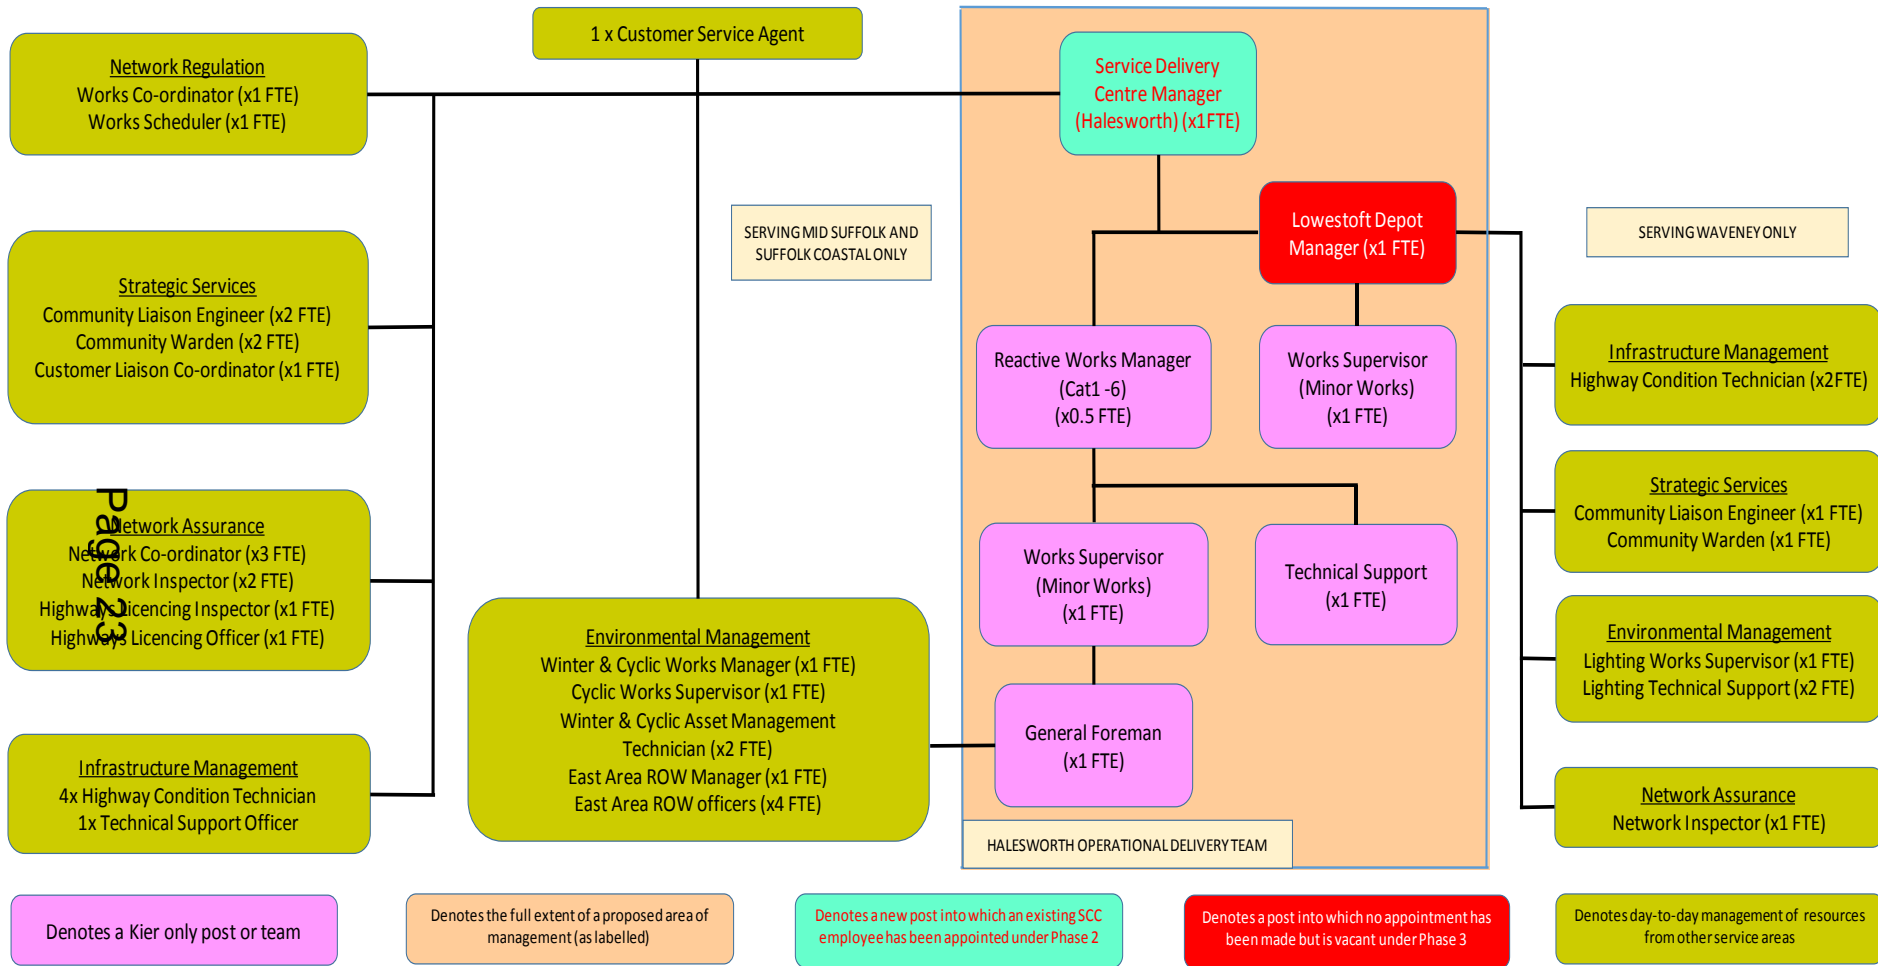 1 x Customer Service Agent
Network Regulation
Works Co-ordinator (x1 FTE)
Works Scheduler (x1 FTE)
Service Delivery
Centre Manager
(Halesworth) (x1FTE)
SERVING MID SUFFOLK AND
SUFFOLK COASTAL ONLY
Lowestoft Depot
Manager (x1 FTE)
SERVING WAVENEY ONLY
Strategic Services
Community Liaison Engineer (x2 FTE)
Community Warden (x2 FTE)
Customer Liaison Co-ordinator (x1 FTE)
Reactive Works Manager
(Cat1 -6)
(x0.5 FTE)
Works Supervisor
(Minor Works)
(x1 FTE)
Infrastructure Management
Highway Condition Technician (x2FTE)
Strategic Services
Community Liaison Engineer (x1 FTE)
Community Warden (x1 FTE)
Page 23
Network Assurance
Network Co-ordinator (x3 FTE)
Network Inspector (x2 FTE)
Highways Licencing Inspector (x1 FTE)
Highways Licencing Officer (x1 FTE)
Works Supervisor
(Minor Works)
(x1 FTE)
Technical Support
(x1 FTE)
Environmental Management
Winter & Cyclic Works Manager (x1 FTE)
Cyclic Works Supervisor (x1 FTE)
Winter & Cyclic Asset Management
Technician (x2 FTE)
East Area ROW Manager (x1 FTE)
East Area ROW officers (x4 FTE)
Environmental Management
Lighting Works Supervisor (x1 FTE)
Lighting Technical Support (x2 FTE)
General Foreman
(x1 FTE)
Infrastructure Management
4x Highway Condition Technician
1x Technical Support Officer
Network Assurance
Network Inspector (x1 FTE)
HALESWORTH OPERATIONAL DELIVERY TEAM
Denotes a Kier only post or team
Denotes the full extent of a proposed area of
management (as labelled)
Denotes a new post into which an existing SCC
employee has been appointed under Phase 2
Denotes a post into which no appointment has
been made but is vacant under Phase 3
Denotes day-to-day management of resources
from other service areas